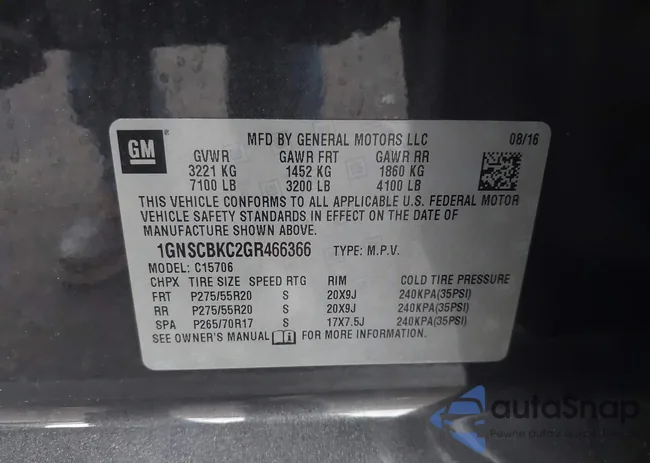 GM
MFD BY GENERAL MOTORS LLC 08/16
GVWR GAWR FRT GAWR RR
3221 KG 1452 KG 1860 KG
7100 LB 3200 LB 4100 LB
THIS VEHICLE CONFORMS TO ALL APPLICABLE U.S. FEDERAL MOTOR
VEHICLE SAFETY STANDARDS IN EFFECT ON THE DATE OF
MANUFACTURE SHOWN ABOVE.
1GNSCBKC2GR466366 TYPE: M.P.V.
MODEL: C15706
CHPX TIRE SIZE SPEED RTG RIM COLD TIRE PRESSURE
FRT P275/55R20 S 20X9J 240KPA(35PSI)
RR P275/55R20 S 20X9J 240KPA(35PSI)
SPA P265/70R17 S 17X7.5J 240KPA(35PSI)
SEE OWNER'S MANUAL FOR MORE INFORMATION.
autaSnap